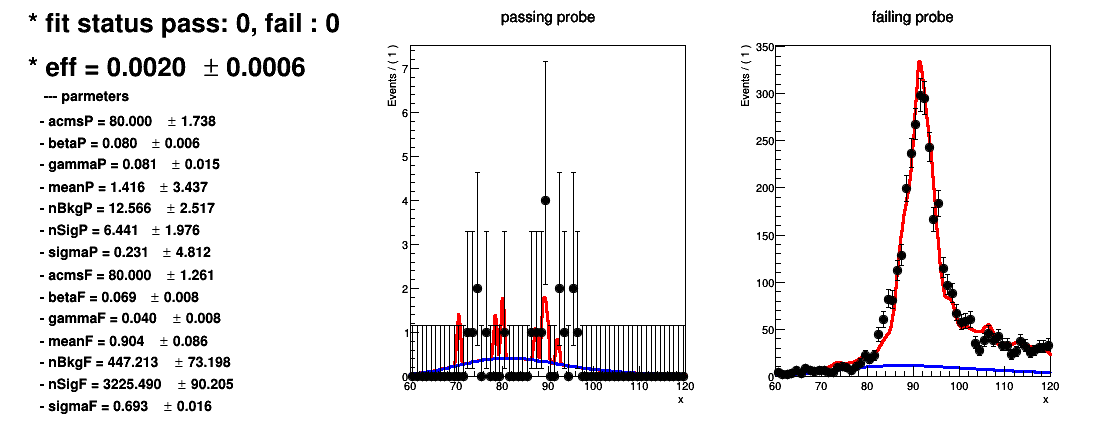 * fit status pass: 0, fail : 0
* eff = 0.0020 ± 0.0006
--- parmeters
- acmsP = 80.000 ± 1.738
- betaP = 0.080 ± 0.006
- gammaP = 0.081 ± 0.015
- meanP = 1.416 ± 3.437
- nBkgP = 12.566 ± 2.517
- nSigP = 6.441 ± 1.976
- sigmaP = 0.231 ± 4.812
- acmsF = 80.000 ± 1.261
- betaF = 0.069 ± 0.008
- gammaF = 0.040 ± 0.008
- meanF = 0.904 ± 0.086
- nBkgF = 447.213 ± 73.198
- nSigF = 3225.490 ± 90.205
- sigmaF = 0.693 ± 0.016
passing probe
Events / ( 1 )
7
6
5
4
3
2
1
0
60 70 80 90 100 110 120
x
failing probe
Events / ( 1 )
350
300
250
200
150
100
50
0
60 70 80 90 100 110 120
x